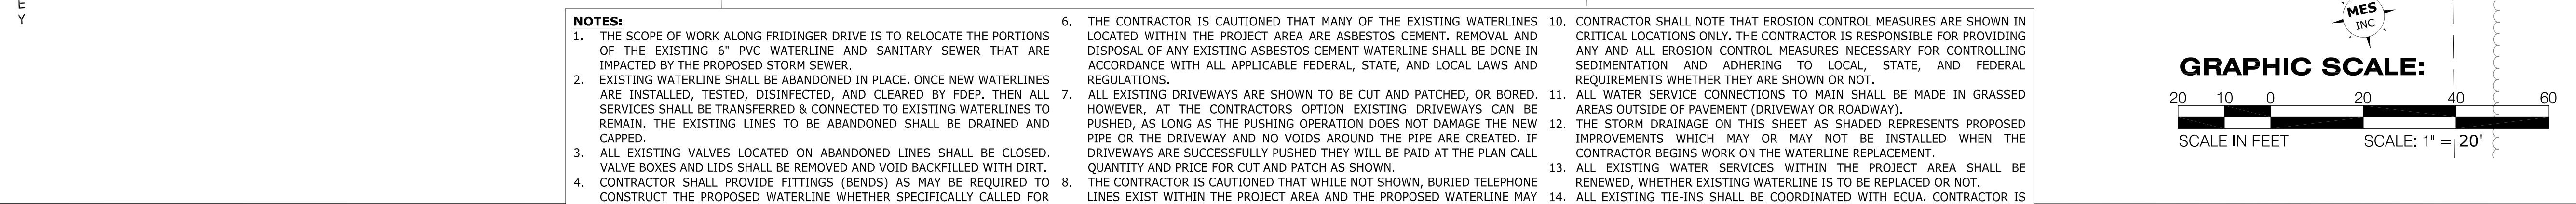 E
Y
NOTES:
1. THE SCOPE OF WORK ALONG FRIDINGER DRIVE IS TO RELOCATE THE PORTIONS
OF THE EXISTING 6" PVC WATERLINE AND SANITARY SEWER THAT ARE
IMPACTED BY THE PROPOSED STORM SEWER.
2. EXISTING WATERLINE SHALL BE ABANDONED IN PLACE. ONCE NEW WATERLINES
ARE INSTALLED, TESTED, DISINFECTED, AND CLEARED BY FDEP. THEN ALL
SERVICES SHALL BE TRANSFERRED & CONNECTED TO EXISTING WATERLINES TO
REMAIN. THE EXISTING LINES TO BE ABANDONED SHALL BE DRAINED AND
CAPPED.
3. ALL EXISTING VALVES LOCATED ON ABANDONED LINES SHALL BE CLOSED.
VALVE BOXES AND LIDS SHALL BE REMOVED AND VOID BACKFILLED WITH DIRT.
4. CONTRACTOR SHALL PROVIDE FITTINGS (BENDS) AS MAY BE REQUIRED TO
CONSTRUCT THE PROPOSED WATERLINE WHETHER SPECIFICALLY CALLED FOR
6. THE CONTRACTOR IS CAUTIONED THAT MANY OF THE EXISTING WATERLINES
LOCATED WITHIN THE PROJECT AREA ARE ASBESTOS CEMENT. REMOVAL AND
DISPOSAL OF ANY EXISTING ASBESTOS CEMENT WATERLINE SHALL BE DONE IN
ACCORDANCE WITH ALL APPLICABLE FEDERAL, STATE, AND LOCAL LAWS AND
REGULATIONS.
7. ALL EXISTING DRIVEWAYS ARE SHOWN TO BE CUT AND PATCHED, OR BORED.
HOWEVER, AT THE CONTRACTORS OPTION EXISTING DRIVEWAYS CAN BE
PUSHED, AS LONG AS THE PUSHING OPERATION DOES NOT DAMAGE THE NEW
PIPE OR THE DRIVEWAY AND NO VOIDS AROUND THE PIPE ARE CREATED. IF
DRIVEWAYS ARE SUCCESSFULLY PUSHED THEY WILL BE PAID AT THE PLAN CALL
QUANTITY AND PRICE FOR CUT AND PATCH AS SHOWN.
8. THE CONTRACTOR IS CAUTIONED THAT WHILE NOT SHOWN, BURIED TELEPHONE
LINES EXIST WITHIN THE PROJECT AREA AND THE PROPOSED WATERLINE MAY
10. CONTRACTOR SHALL NOTE THAT EROSION CONTROL MEASURES ARE SHOWN IN
CRITICAL LOCATIONS ONLY. THE CONTRACTOR IS RESPONSIBLE FOR PROVIDING
ANY AND ALL EROSION CONTROL MEASURES NECESSARY FOR CONTROLLING
SEDIMENTATION AND ADHERING TO LOCAL, STATE, AND FEDERAL
REQUIREMENTS WHETHER THEY ARE SHOWN OR NOT.
11. ALL WATER SERVICE CONNECTIONS TO MAIN SHALL BE MADE IN GRASSED
AREAS OUTSIDE OF PAVEMENT (DRIVEWAY OR ROADWAY).
12. THE STORM DRAINAGE ON THIS SHEET AS SHADED REPRESENTS PROPOSED
IMPROVEMENTS WHICH MAY OR MAY NOT BE INSTALLED WHEN THE
CONTRACTOR BEGINS WORK ON THE WATERLINE REPLACEMENT.
13. ALL EXISTING WATER SERVICES WITHIN THE PROJECT AREA SHALL BE
RENEWED, WHETHER EXISTING WATERLINE IS TO BE REPLACED OR NOT.
14. ALL EXISTING TIE-INS SHALL BE COORDINATED WITH ECUA. CONTRACTOR IS
MES
INC
GRAPHIC SCALE:
20 10 0 20 40 60
SCALE IN FEET SCALE: 1" = 20'